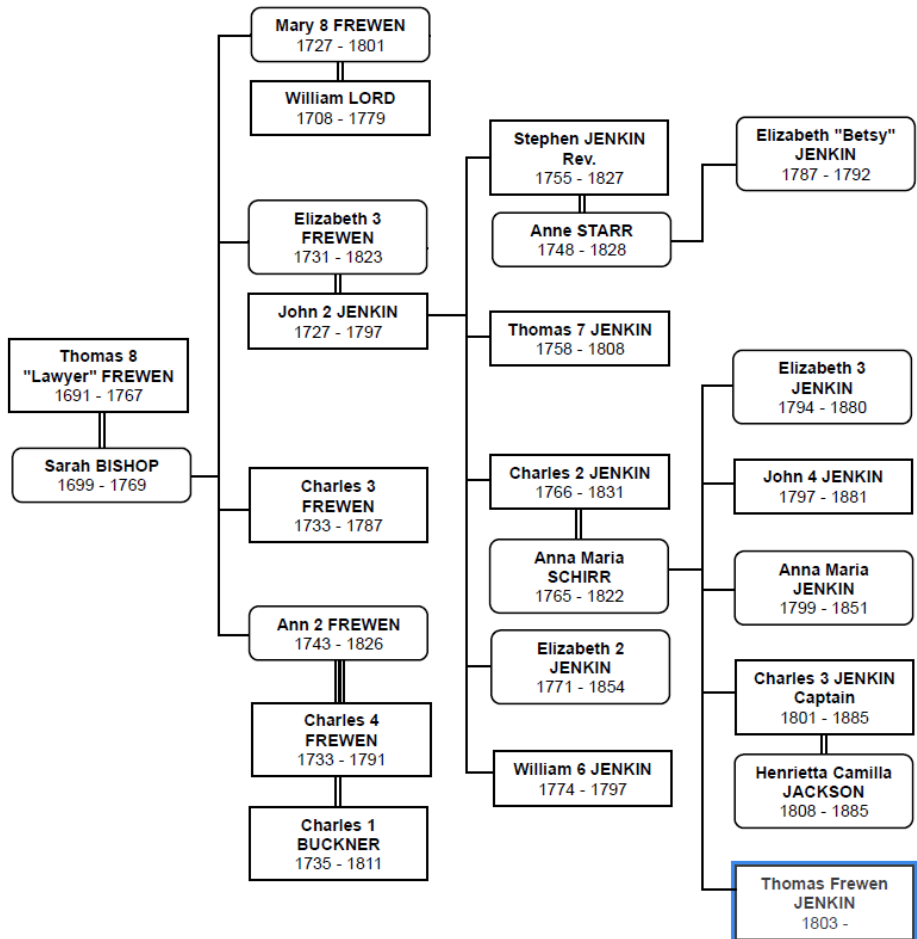 Mary 8 FREWEN
1727 - 1801
William LORD
1708 - 1779
Elizabeth 3
FREWEN
1731 - 1823
John 2 JENKIN
1727 - 1797
Thomas 8
"Lawyer" FREWEN
1691 - 1767
Sarah BISHOP
1699 - 1769
Charles 3
FREWEN
1733 - 1787
Ann 2 FREWEN
1743 - 1826
Charles 4
FREWEN
1733 - 1791
Charles 1
BUCKNER
1735 - 1811
Stephen JENKIN
Rev.
1755 - 1827
Anne STARR
1748 - 1828
Thomas 7 JENKIN
1758 - 1808
Charles 2 JENKIN
1766 - 1831
Anna Maria
SCHIRR
1765 - 1822
Elizabeth 2
JENKIN
1771 - 1854
William 6 JENKIN
1774 - 1797
Elizabeth "Betsy"
JENKIN
1787 - 1792
Elizabeth 3
JENKIN
1794 - 1880
John 4 JENKIN
1797 - 1881
Anna Maria
JENKIN
1799 - 1851
Charles 3 JENKIN
Captain
1801 - 1885
Henrietta Camilla
JACKSON
1808 - 1885
Thomas Frewen
JENKIN
1803 -